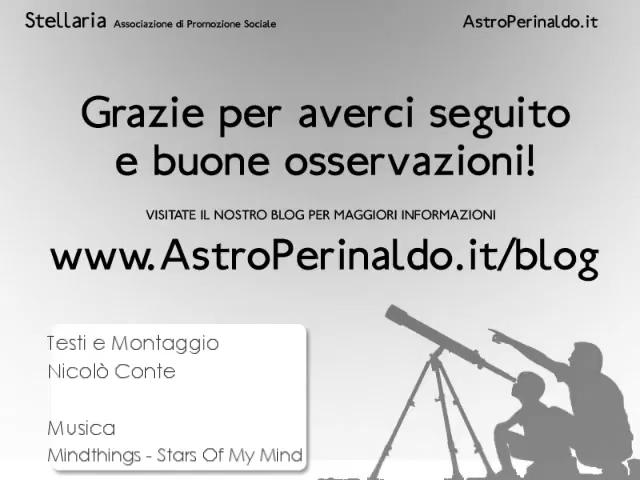 Stellaria Associazione di Promozione Sociale
AstroPerinaldo.it
Grazie per averci seguito
e buone osservazioni!
VISITATE IL NOSTRO BLOG PER MAGGIORI INFORMAZIONI
www.AstroPerinaldo.it/blog
Testi e Montaggio
Nicolò Conte
Musica
Mindthings - Stars Of My Mind